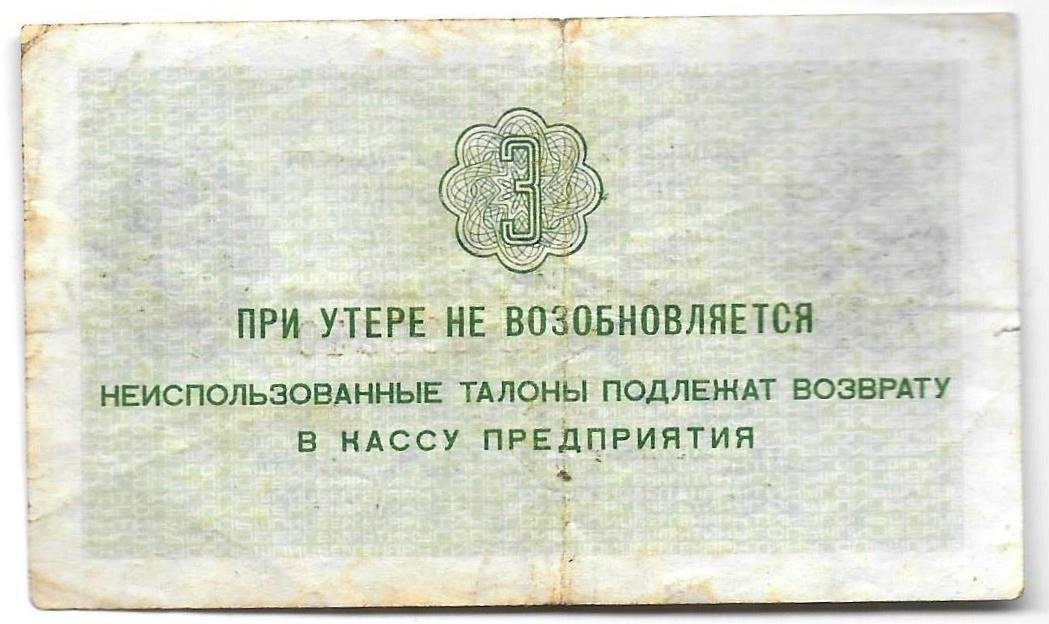 3
ПРИ УТЕРЕ НЕ ВОЗОБНОВЛЯЕТСЯ
НЕИСПОЛЬЗОВАННЫЕ ТАЛОНЫ ПОДЛЕЖАТ ВОЗВРАТУ
В КАССУ ПРЕДПРИЯТИЯ